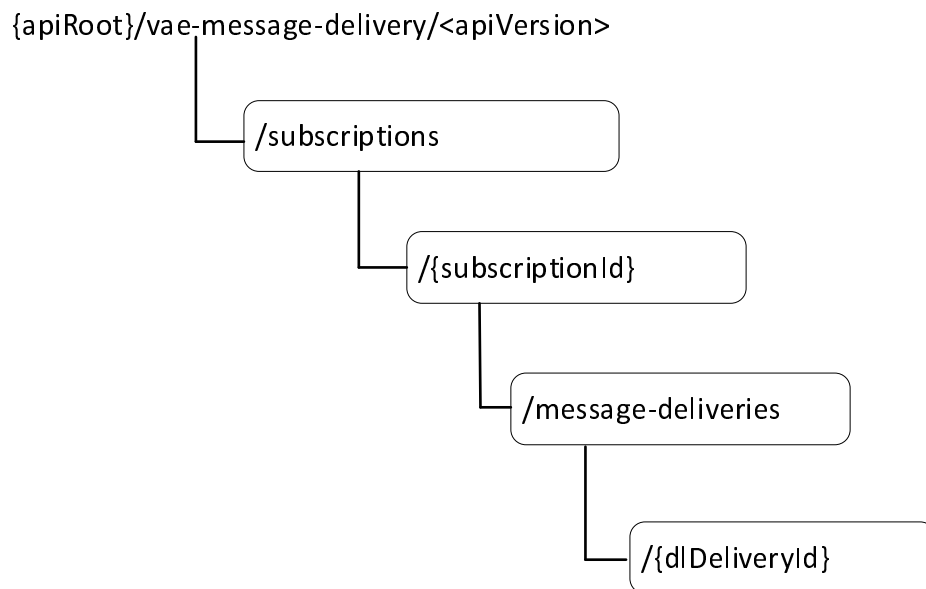 {apiRoot}/vae-message-delivery/<apiVersion>
/subscriptions
/{subscriptionId}
/message-deliveries
/{dlDeliveryId}